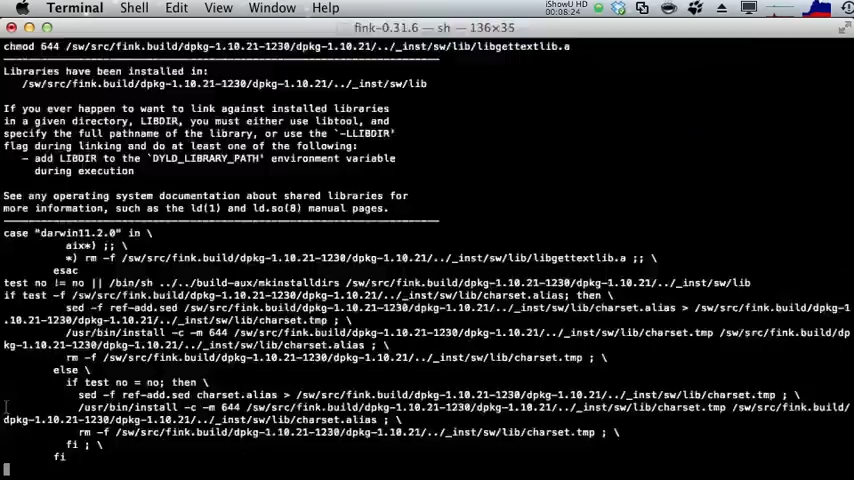 Terminal Shell Edit View Window Help
iShowU HD
00:08:24
fink-0.31.6 — sh — 136×35
chmod 644 /sw/src/fink.build/dpkg-1.10.21-1230/dpkg-1.10.21/../_inst/sw/lib/libgettextlib.a
----------------------------------------------------------------------
Libraries have been installed in:
/sw/src/fink.build/dpkg-1.10.21-1230/dpkg-1.10.21/../_inst/sw/lib
If you ever happen to want to link against installed libraries
in a given directory, LIBDIR, you must either use libtool, and
specify the full pathname of the library, or use the `-LLIBDIR'
flag during linking and do at least one of the following:
- add LIBDIR to the `DYLD_LIBRARY_PATH' environment variable
during execution
See any operating system documentation about shared libraries for
more information, such as the ld(1) and ld.so(8) manual pages.
----------------------------------------------------------------------
case "darwin11.2.0" in \
aix*) ;; \
*) rm -f /sw/src/fink.build/dpkg-1.10.21-1230/dpkg-1.10.21/../_inst/sw/lib/libgettextlib.a ;; \
esac
test no != no || /bin/sh ../../build-aux/mkinstalldirs /sw/src/fink.build/dpkg-1.10.21-1230/dpkg-1.10.21/../_inst/sw/lib
if test -f /sw/src/fink.build/dpkg-1.10.21-1230/dpkg-1.10.21/../_inst/sw/lib/charset.alias; then \
sed -f ref-add.sed /sw/src/fink.build/dpkg-1.10.21-1230/dpkg-1.10.21/../_inst/sw/lib/charset.alias > /sw/src/fink.build/dpkg-1
.10.21-1230/dpkg-1.10.21/../_inst/sw/lib/charset.tmp ; \
/usr/bin/install -c -m 644 /sw/src/fink.build/dpkg-1.10.21-1230/dpkg-1.10.21/../_inst/sw/lib/charset.tmp /sw/src/fink.build/dp
kg-1.10.21-1230/dpkg-1.10.21/../_inst/sw/lib/charset.alias ; \
rm -f /sw/src/fink.build/dpkg-1.10.21-1230/dpkg-1.10.21/../_inst/sw/lib/charset.tmp ; \
else \
if test no = no; then \
sed -f ref-add.sed charset.alias > /sw/src/fink.build/dpkg-1.10.21-1230/dpkg-1.10.21/../_inst/sw/lib/charset.tmp ; \
/usr/bin/install -c -m 644 /sw/src/fink.build/dpkg-1.10.21-1230/dpkg-1.10.21/../_inst/sw/lib/charset.tmp /sw/src/fink.build/
dpkg-1.10.21-1230/dpkg-1.10.21/../_inst/sw/lib/charset.alias ; \
rm -f /sw/src/fink.build/dpkg-1.10.21-1230/dpkg-1.10.21/../_inst/sw/lib/charset.tmp ; \
fi ; \
fi